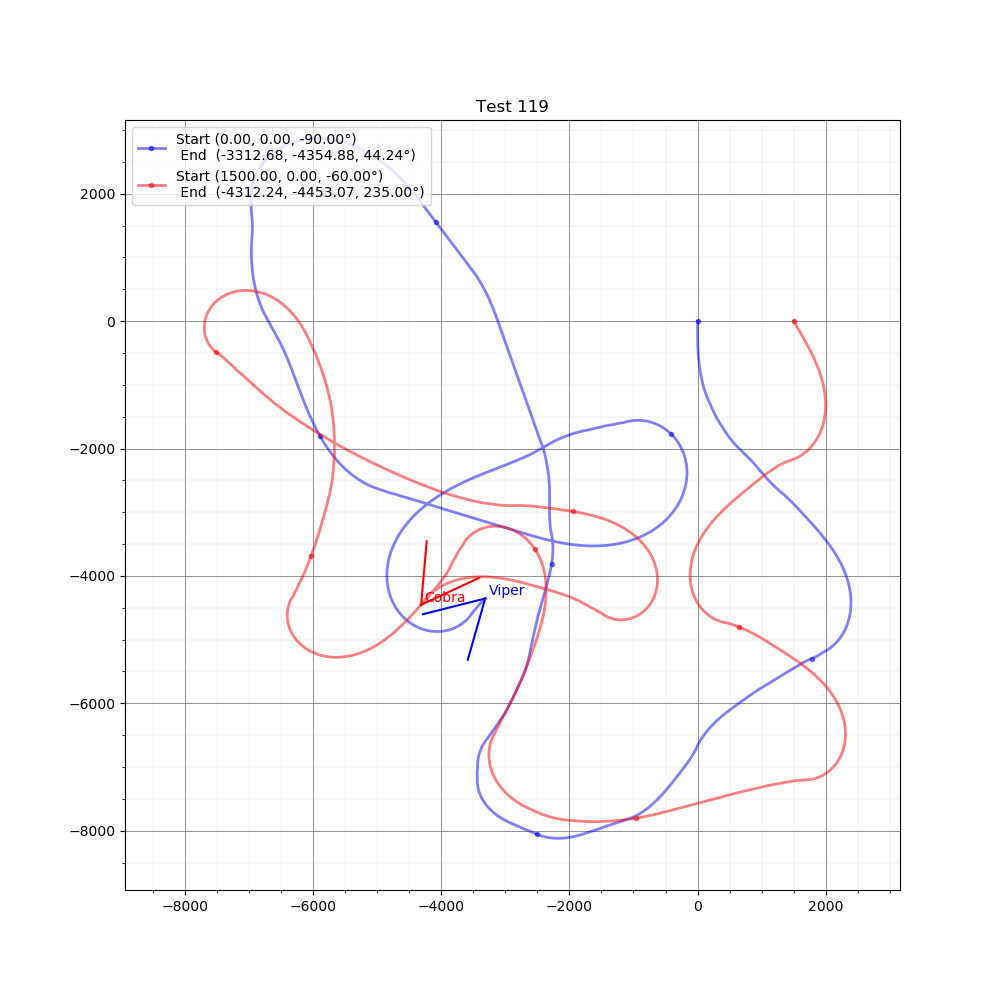 Test 119
Start (0.00, 0.00, -90.00°)
End  (-3312.68, -4354.88, 44.24°)
Start (1500.00, 0.00, -60.00°)
End  (-4312.24, -4453.07, 235.00°)
2000
0
−2000
−4000
−6000
−8000
Cobra
Viper
−8000
−6000
−4000
−2000
0
2000